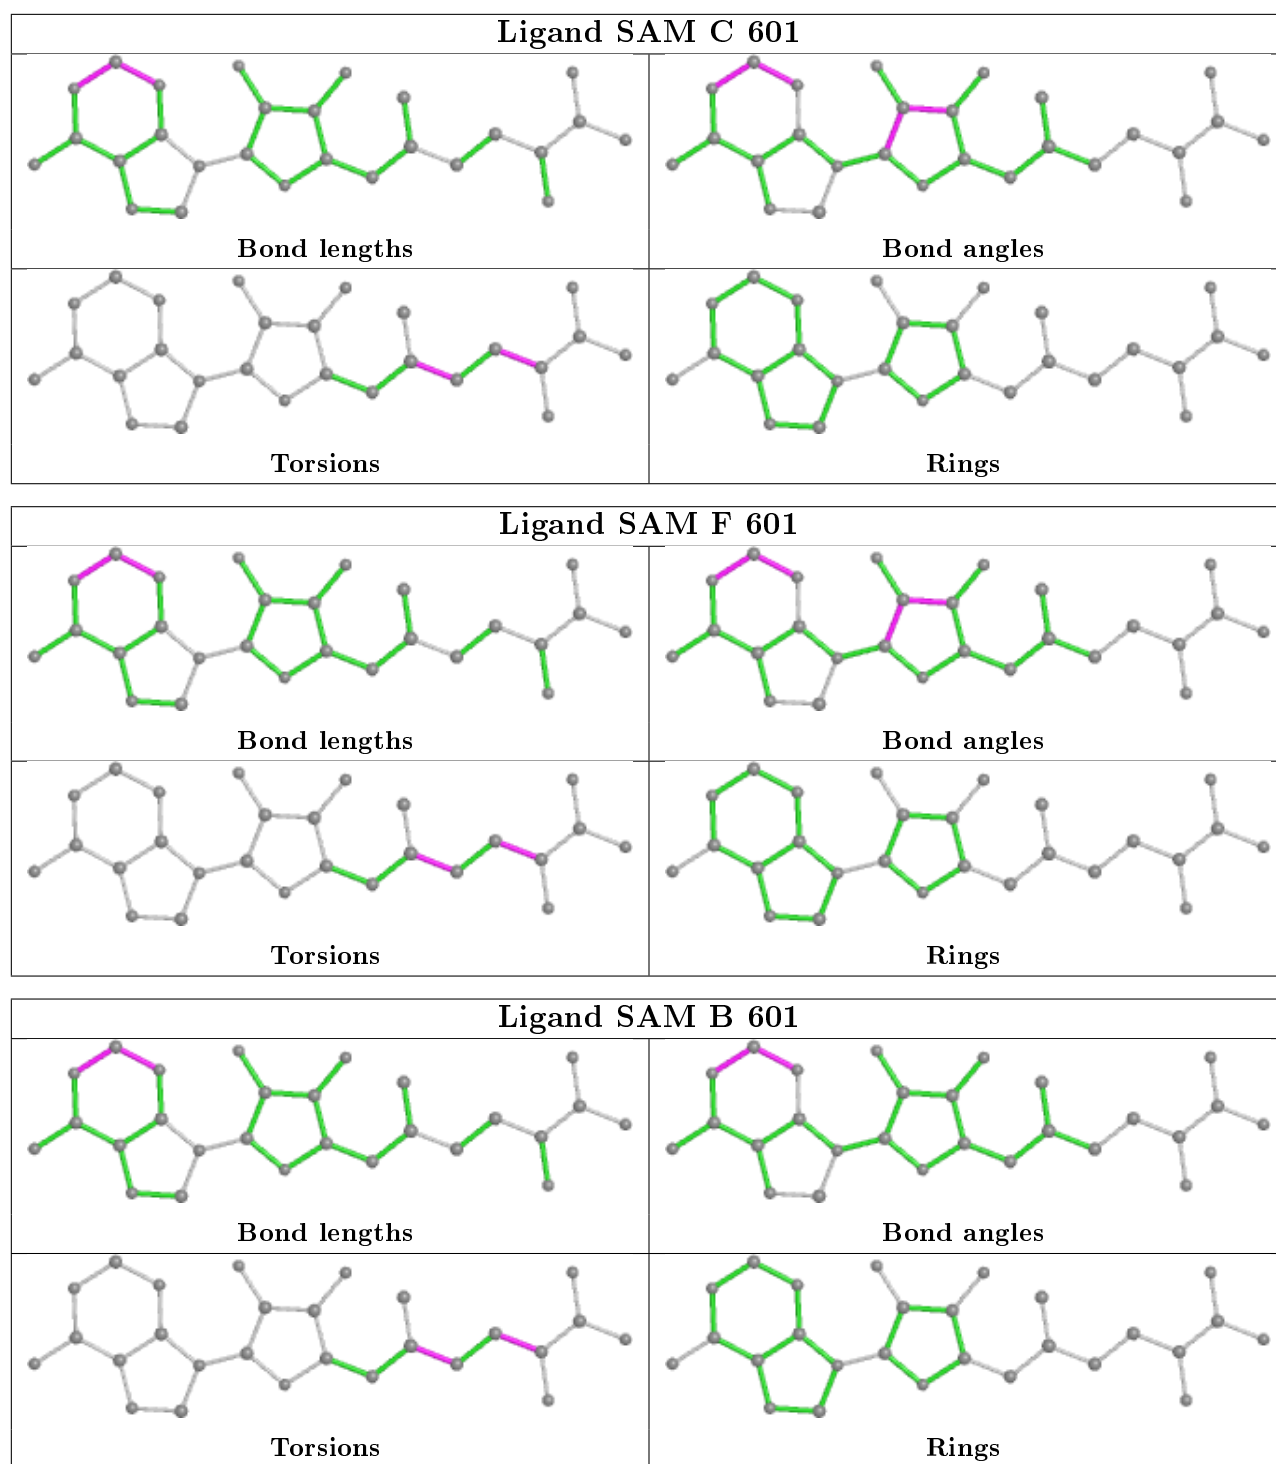 Ligand SAM C 601
Bond lengths
Bond angles
Torsions
Rings
Ligand SAM F 601
Bond lengths
Bond angles
Torsions
Rings
Ligand SAM B 601
Bond lengths
Bond angles
Torsions
Rings